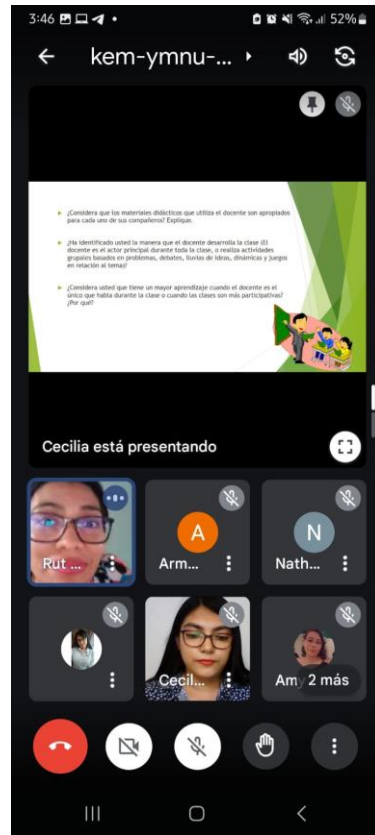 3:46
52%
kem-ymnu-...
¿Considera que los materiales didácticos que utiliza el docente son apropiados
para cada uno de sus compañeros? Explique.
¿Ha identificado usted la manera que el docente desarrolla la clase (El
docente es el actor principal durante toda la clase, o realiza actividades
grupales basados en problemas, debates, lluvias de ideas, dinámicas y juegos
en relación al tema)?
¿Considera usted que tiene un mayor aprendizaje cuando el docente es el
único que habla durante la clase o cuando las clases son más participativas?
¿Por qué?
Cecilia está presentando
Rut ...
A
Arm...
N
Nath...
Cecil...
Amy 2 más